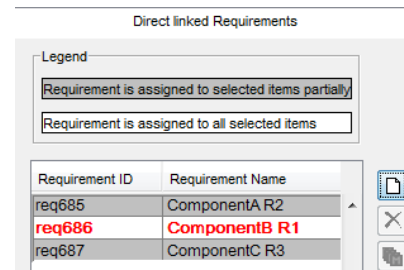 Direct linked Requirements
Legend
Requirement is assigned to selected items partially
Requirement is assigned to all selected items
Requirement ID Requirement Name
req685 ComponentA R2
req686 ComponentB R1
req687 ComponentC R3